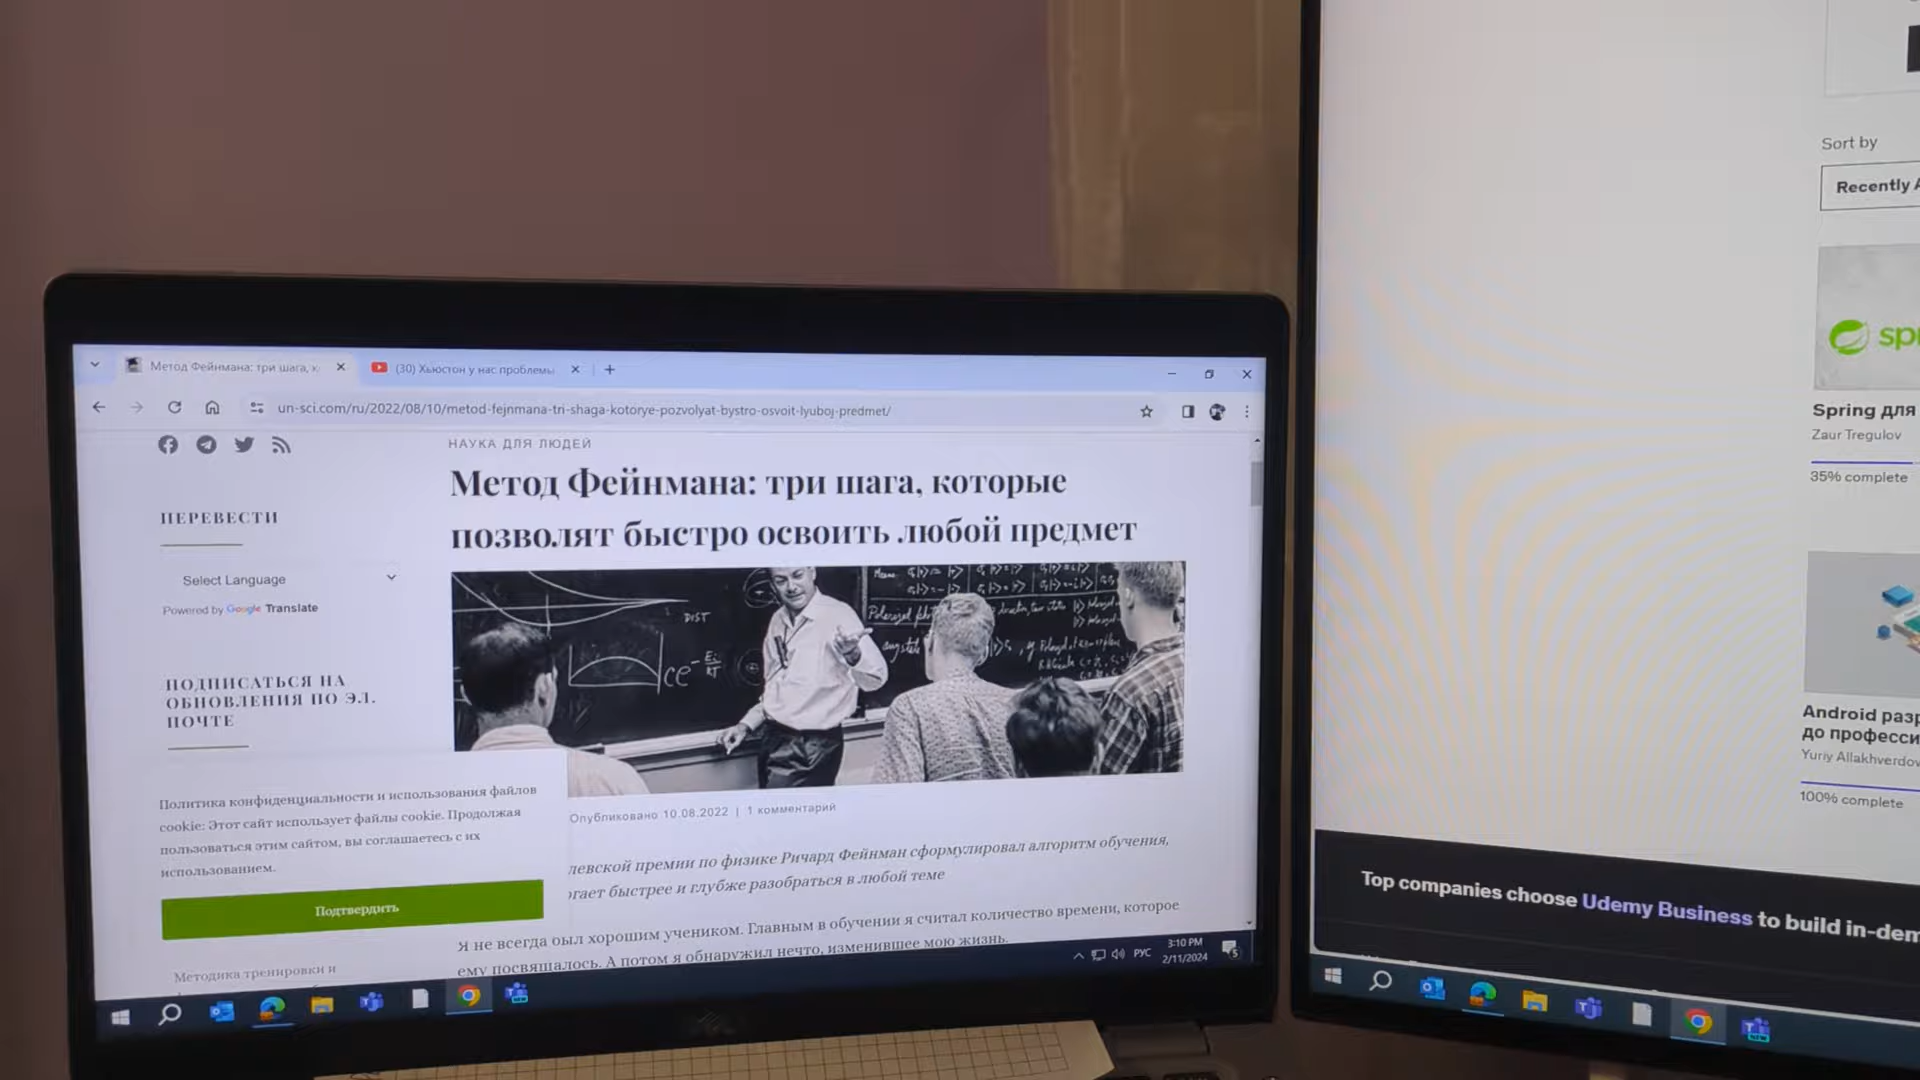 Метод Фейнмана: три шага, к
(30) Хьюстон у нас проблемы
un-sci.com/ru/2022/08/10/metod-fejnmana-tri-shaga-kotorye-pozvolyat-bystro-osvoit-lyuboj-predmet/
НАУКА ДЛЯ ЛЮДЕЙ
Метод Фейнмана: три шага, которые
позволят быстро освоить любой предмет
ПЕРЕВЕСТИ
Select Language
Powered by Google Translate
ПОДПИСАТЬСЯ НА
ОБНОВЛЕНИЯ ПО ЭЛ.
ПОЧТЕ
DIST
Политика конфиденциальности и использования файлов
cookie: Этот сайт использует файлы cookie. Продолжая
пользоваться этим сайтом, вы соглашаетесь с их
использованием.
Подтвердить
Методика тренировки и
Опубликовано 10.08.2022 | 1 комментарий
левской премии по физике Ричард Фейнман сформулировал алгоритм обучения,
огает быстрее и глубже разобраться в любой теме
Я не всегда был хорошим учеником. Главным в обучении я считал количество времени, которое
ему посвящалось. А потом я обнаружил нечто, изменившее мою жизнь.
РУС
3:10 PM
2/11/2024
5
Sort by
Recently A
spr
Spring для
Zaur Tregulov
35% complete
Android раз
до професси
Yuriy Allakhverdov
100% complete
Top companies choose Udemy Business to build in-dem